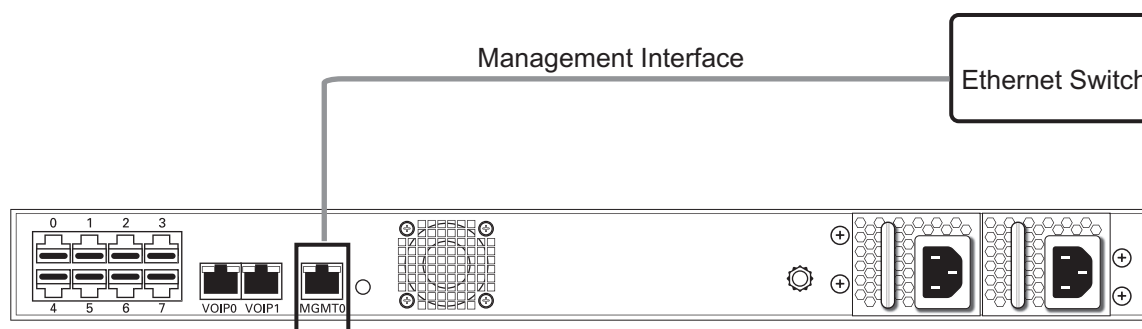 Management Interface
Ethernet Switch
0 1 2 3
4 5 6 7
VOIP0 VOIP1 MGMT0